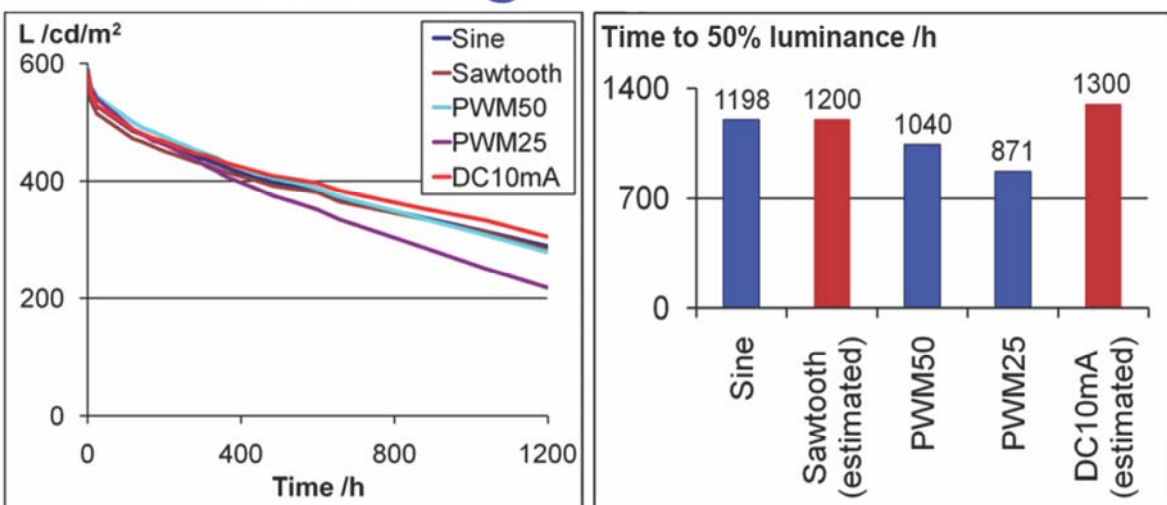 L /cd/m²
600
400
200
0
0
400
800
1200
Time /h
Sine
Sawtooth
PWM50
PWM25
DC10mA
Time to 50% luminance /h
1400
700
0
1198
1200
1040
871
1300
Sine
Sawtooth
(estimated)
PWM50
PWM25
DC10mA
(estimated)